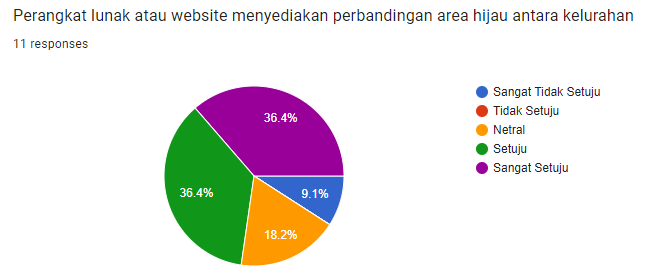 Perangkat lunak atau website menyediakan perbandingan area hijau antara kelurahan
11 responses
Sangat Tidak Setuju
Tidak Setuju
Netral
Setuju
Sangat Setuju
36.4%
36.4%
9.1%
18.2%